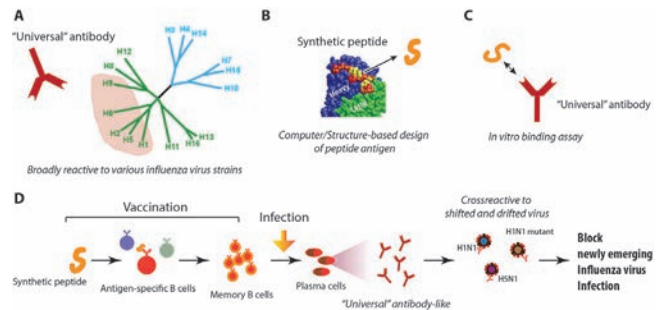 A
"Universal" antibody
H3
H4
H14
H7
H15
H10
H12
H8
H9
H6
H2
H5
H1
H11
H16
H13
Broadly reactive to various influenza virus strains
B
Synthetic peptide
Heavy
Light
Computer/Structure-based design
of peptide antigen
C
"Universal" antibody
In vitro binding assay
D
Vaccination
Synthetic peptide
Antigen-specific B cells
Memory B cells
Infection
Plasma cells
"Universal" antibody-like
Crossreactive to
shifted and drifted virus
H1N1
H1N1 mutant
H5N1
Block
newly emerging
Influenza virus
Infection